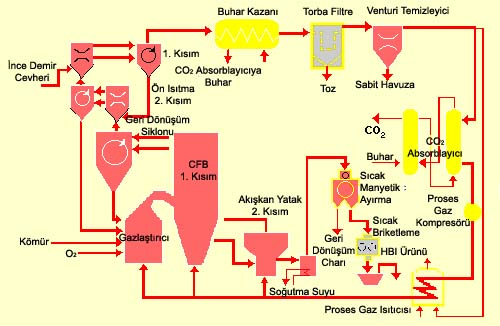 Buhar Kazanı
Torba Filtre
Venturi Temizleyici
1. Kısım
İnce Demir
Cevheri
CO₂ Absorblayıcıya
Buhar
Toz
Sabit Havuza
Ön Isıtma
2. Kısım
Geri Dönüşüm
Siklonu
CO₂
CO₂
Absorblayıcı
Buhar
CFB
1. Kısım
Sıcak
Manyetik :
Ayırma
Proses
Gaz
Kompresörü
Akışkan Yatak
2. Kısım
Gazlaştırıcı
Sıcak
Briketleme
Kömür
O₂
Geri
Dönüşüm
Charı
HBI Ürünü
Soğutma Suyu
Proses Gaz Isıtıcısı